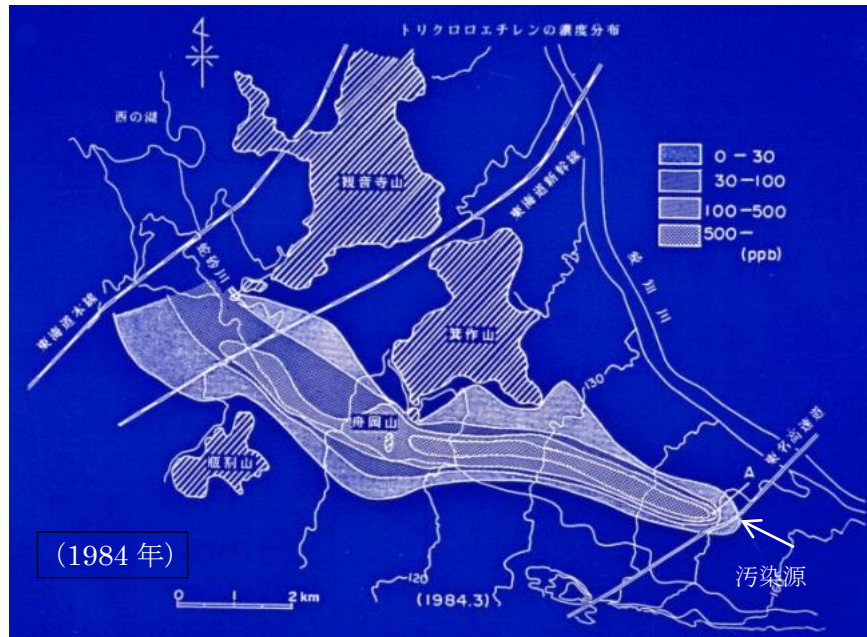 トリクロロエチレンの濃度分布
西の湖
観音寺山
東海道新幹線
0-30
30-100
100-500
500-
(ppb)
蛇砂川
愛知川
東海道本線
箕作山
130
舟岡山
瓶割山
東名高速道
A
(1984年)
汚染源
120
0 1 2 km
(1984.3)